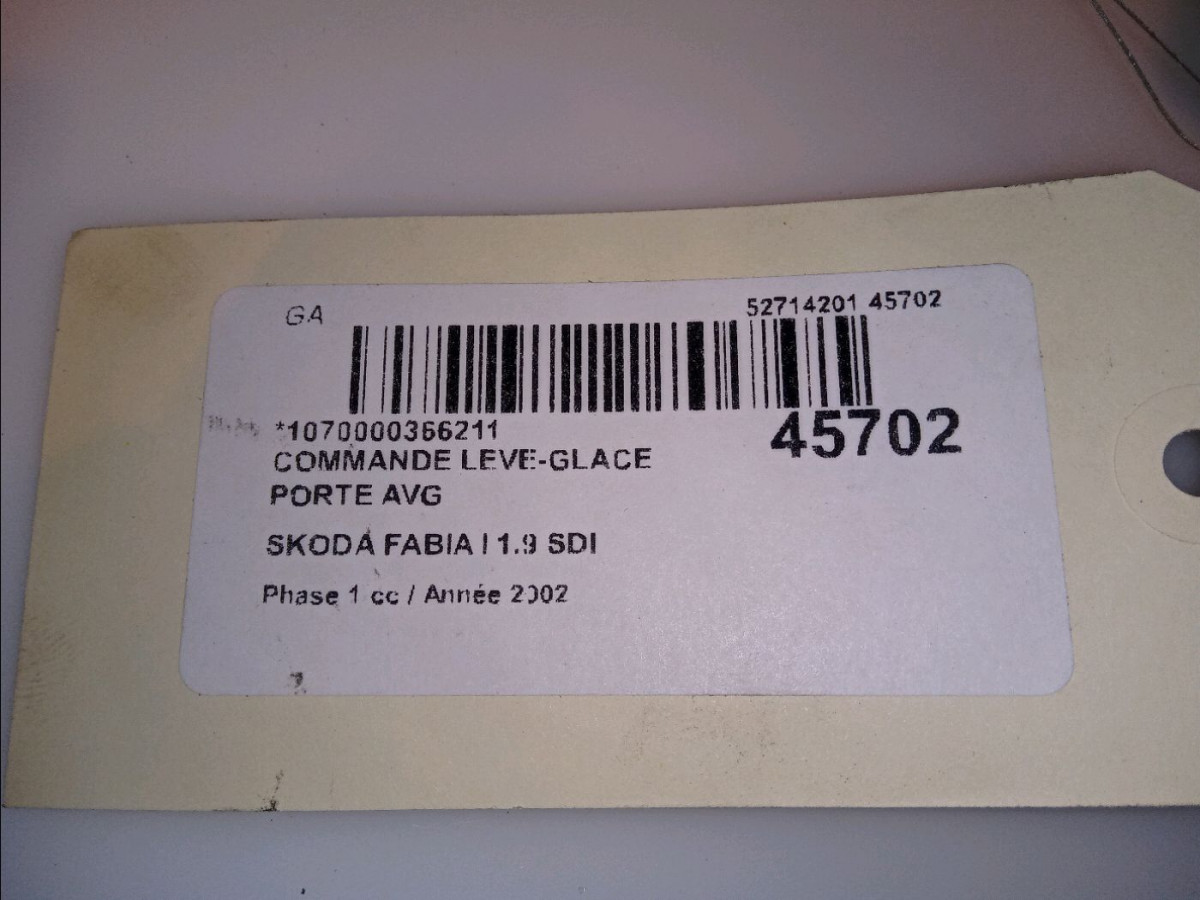 GA
52714201 45702
*1070000366211
45702
COMMANDE LEVE-GLACE
PORTE AVG
SKODA FABIA I 1.9 SDI
Phase 1 cc / Année 2002